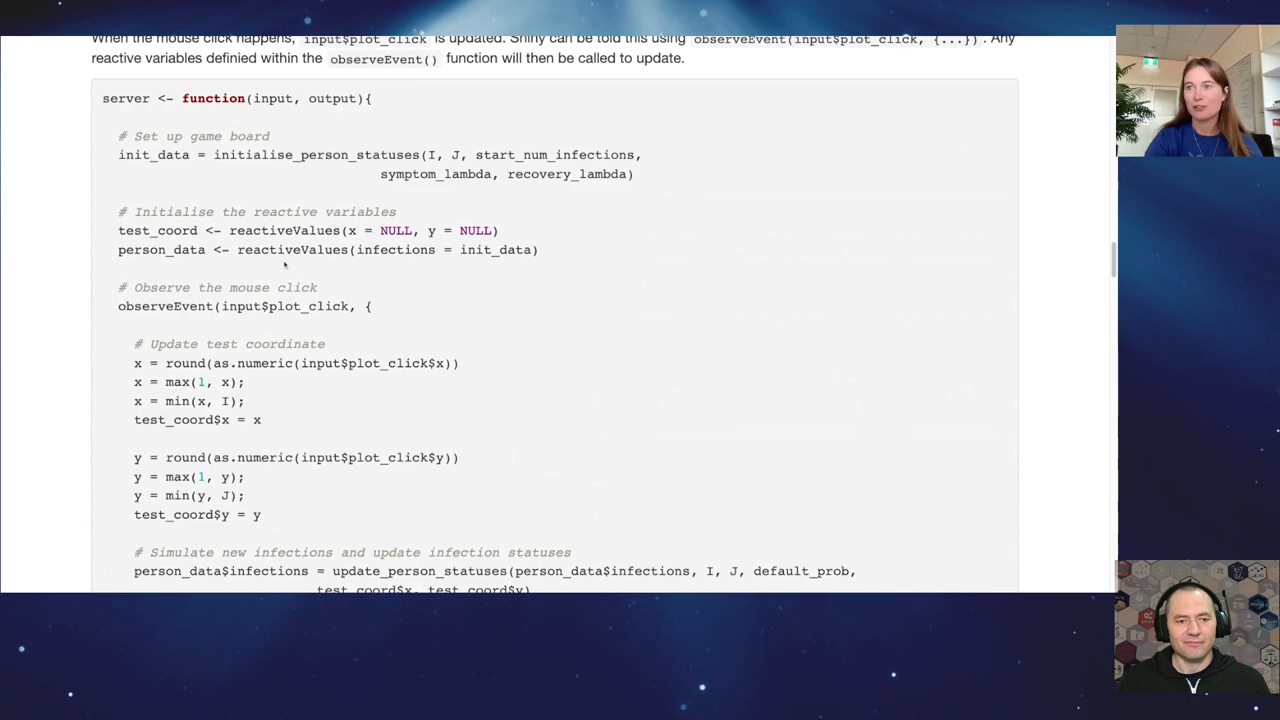 When the mouse click happens, input$plot_click is updated. Shiny can be told this using observeEvent(input$plot_click, {...}). Any
reactive variables definied within the observeEvent() function will then be called to update.
server <- function(input, output){
# Set up game board
init_data = initialise_person_statuses(I, J, start_num_infections,
symptom_lambda, recovery_lambda)
# Initialise the reactive variables
test_coord <- reactiveValues(x = NULL, y = NULL)
person_data <- reactiveValues(infections = init_data)
# Observe the mouse click
observeEvent(input$plot_click, {
# Update test coordinate
x = round(as.numeric(input$plot_click$x))
x = max(1, x);
x = min(x, I);
test_coord$x = x
y = round(as.numeric(input$plot_click$y))
y = max(1, y);
y = min(y, J);
test_coord$y = y
# Simulate new infections and update infection statuses
person_data$infections = update_person_statuses(person_data$infections, I, J, default_prob,
test_coord$x, test_coord$y)